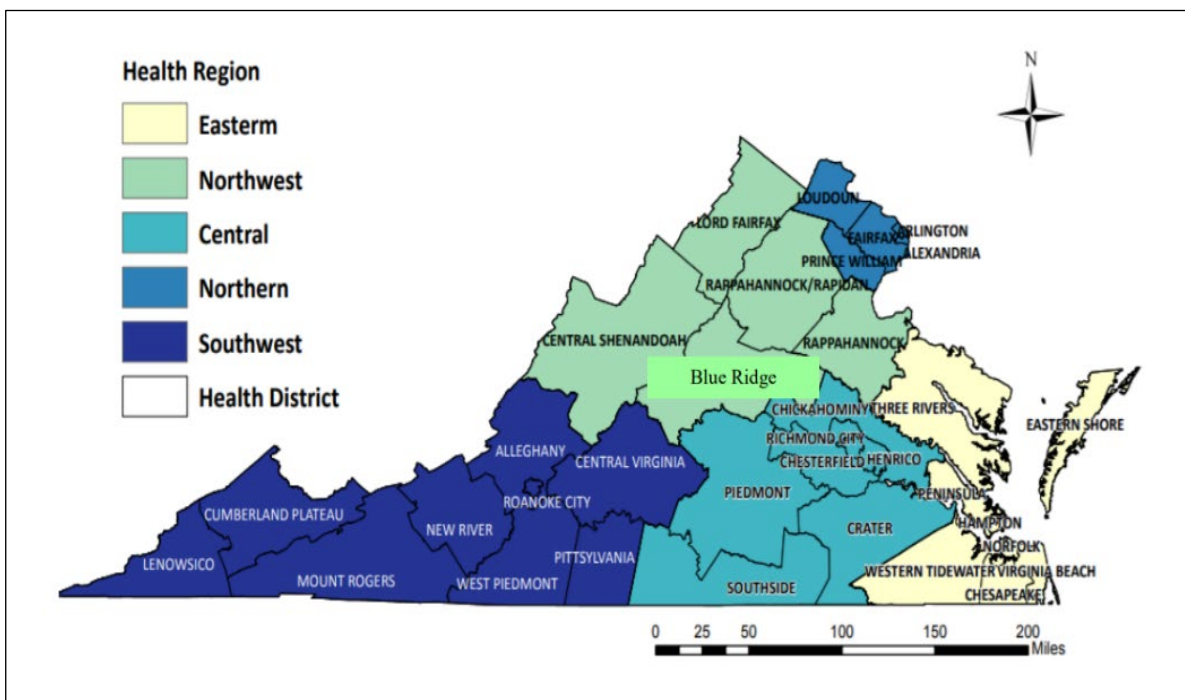 Health Region
Easterm
Northwest
Central
Northern
Southwest
Health District
N
LOUDOUN
LORD FAIRFAX
FAIRFAX
ARLINGTON
ALEXANDRIA
PRINCE WILLIAM
RAPPAHANNOCK/RAPIDAN
CENTRAL SHENANDOAH
RAPPAHANNOCK
Blue Ridge
CHICKAHOMINY
THREE RIVERS
EASTERN SHORE
RICHMOND CITY
ALLEGHANY
CENTRAL VIRGINIA
CHESTERFIELD
HENRICO
PIEDMONT
PENINSULA
ROANOKE CITY
CUMBERLAND PLATEAU
NEW RIVER
CRATER
HAMPTON
NORFOLK
LENOWISCO
PITTSYLVANIA
MOUNT ROGERS
WEST PIEDMONT
SOUTHSIDE
WESTERN TIDEWATER
VIRGINIA BEACH
CHESAPEAKE
0 25 50 100 150 200
Miles